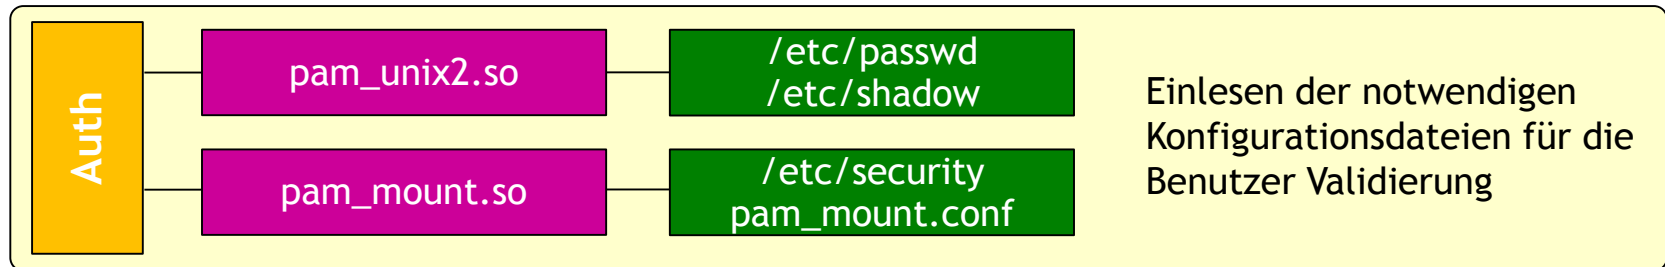 Auth
pam_unix2.so
/etc/passwd
/etc/shadow
pam_mount.so
/etc/security
pam_mount.conf
Einlesen der notwendigen
Konfigurationsdateien für die
Benutzer Validierung